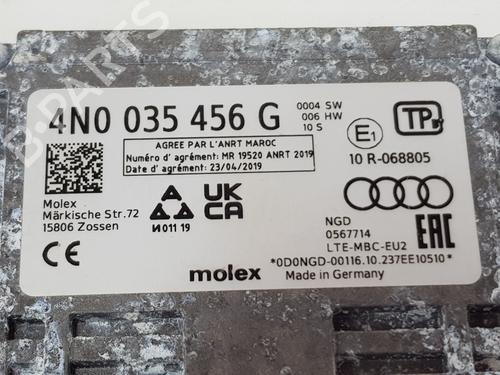 B-PARTS
4N0 035 456 G
0004 SW
006 HW
10 S
E1
TP
AGREE PAR L'ANRT MAROC
Numéro d'agrément: MR 19520 ANRT 2019
Date d'agrément: 23/04/2019
10 R-068805
Molex
Märkische Str.72
15806 Zossen
UK
CA
И011 19
CE
NGD
0567714
LTE-MBC-EU2
EAC
*0D0NGD-00116.10.237EE10510*
molex
Made in Germany